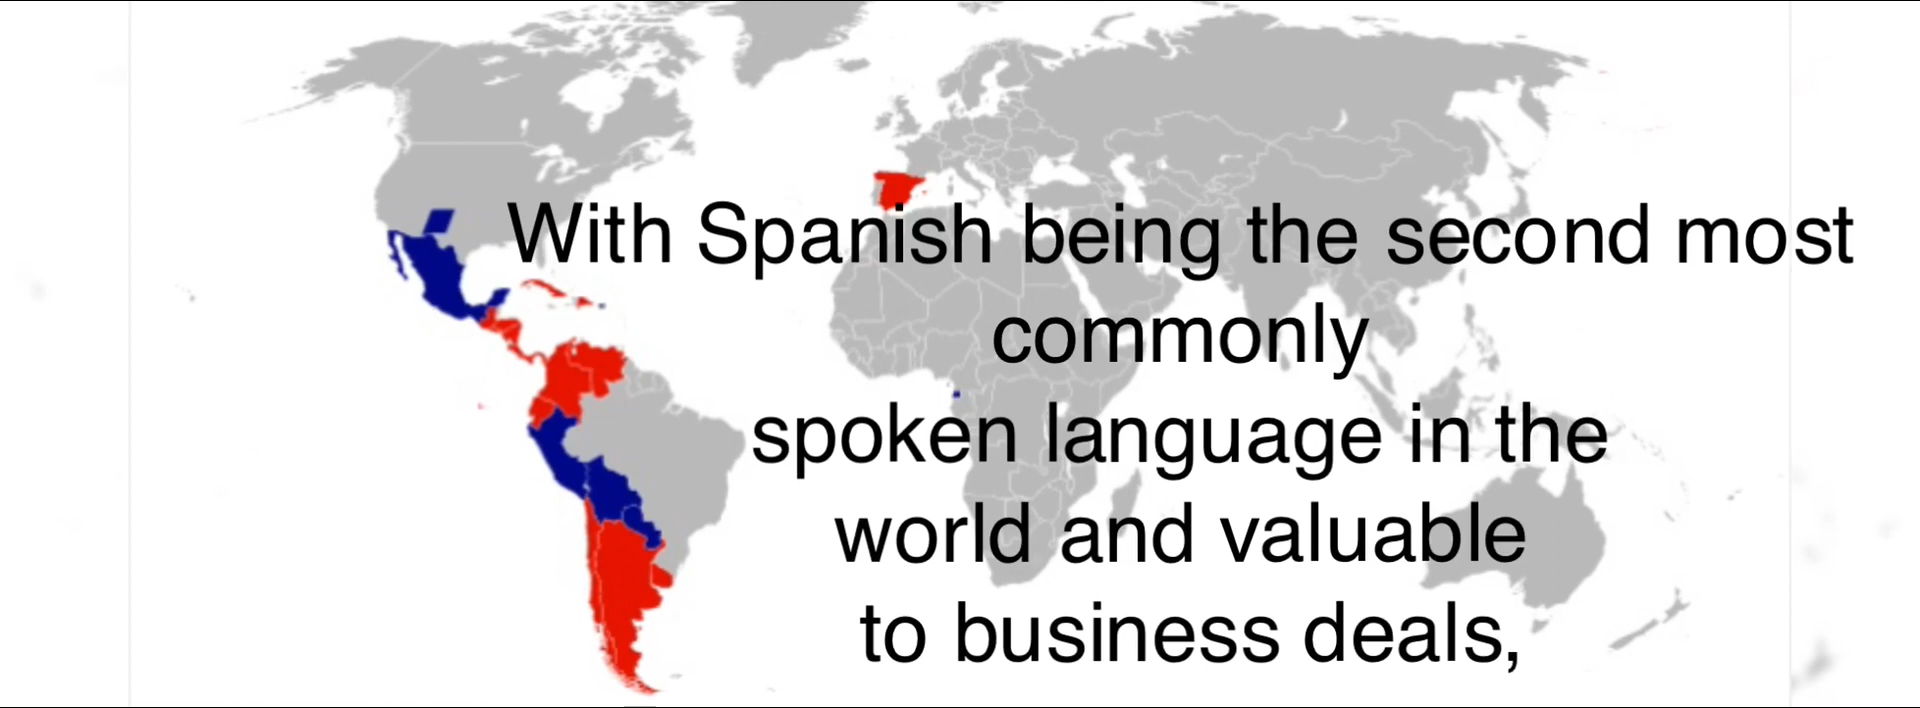 With Spanish being the second most
commonly
spoken language in the
world and valuable
to business deals,